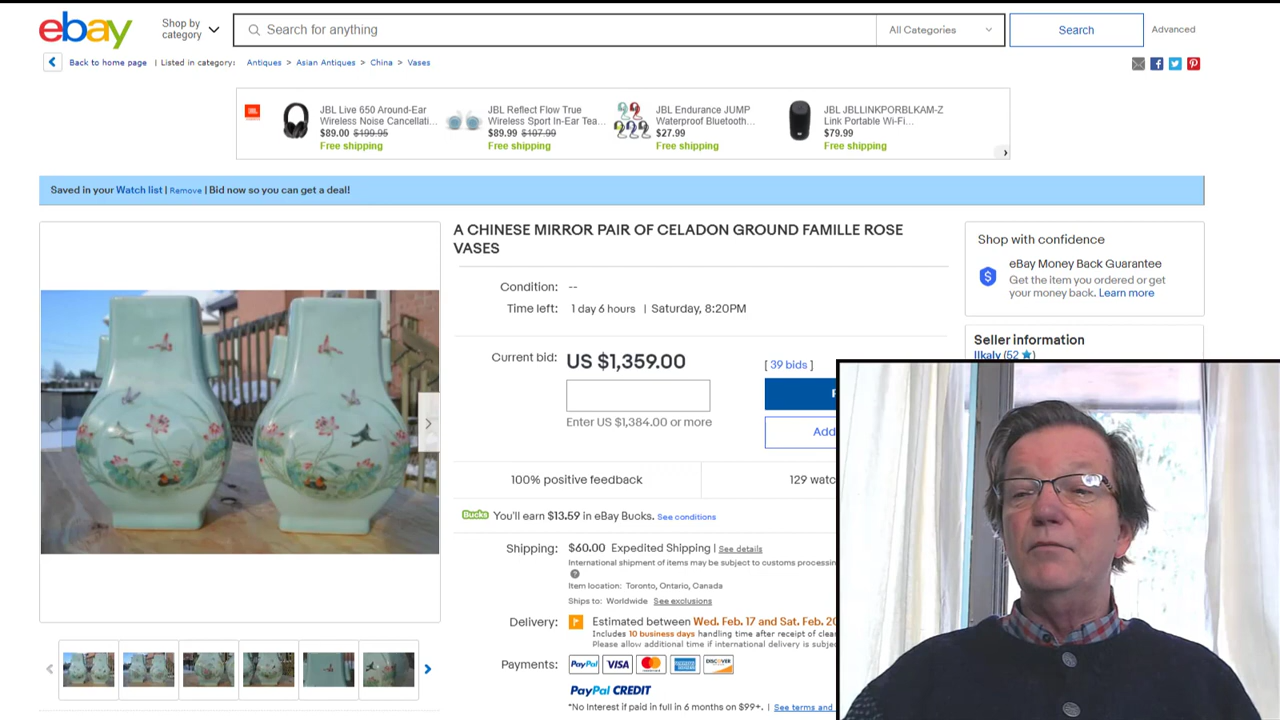 ebay
Shop by
category
Search for anything
All Categories
Search
Advanced
Back to home page | Listed in category: Antiques > Asian Antiques > China > Vases
JBL
JBL Live 650 Around-Ear
Wireless Noise Cancellati...
$89.00 $199.95
Free shipping
JBL Reflect Flow True
Wireless Sport In-Ear Tea...
$89.99 $107.99
Free shipping
JBL Endurance JUMP
Waterproof Bluetooth...
$27.99
Free shipping
JBL JBLLINKPORBLKAM-Z
Link Portable Wi-Fi...
$79.99
Free shipping
Saved in your Watch list | Remove | Bid now so you can get a deal!
A CHINESE MIRROR PAIR OF CELADON GROUND FAMILLE ROSE
VASES
Condition: --
Time left: 1 day 6 hours | Saturday, 8:20PM
Current bid: US $1,359.00
[ 39 bids ]
Enter US $1,384.00 or more
Add
100% positive feedback
129 watc
Bucks You'll earn $13.59 in eBay Bucks. See conditions
Shipping: $60.00 Expedited Shipping | See details
International shipment of items may be subject to customs processin
Item location: Toronto, Ontario, Canada
Ships to: Worldwide See exclusions
Delivery: Estimated between Wed. Feb. 17 and Sat. Feb. 20
Includes 10 business days handling time after receipt of clea
Please allow additional time if international delivery is subjec
Payments: PayPal VISA MasterCard DISCOVER
PayPal CREDIT
*No Interest if paid in full in 6 months on $99+. | See terms and
Shop with confidence
eBay Money Back Guarantee
Get the item you ordered or get
your money back. Learn more
Seller information